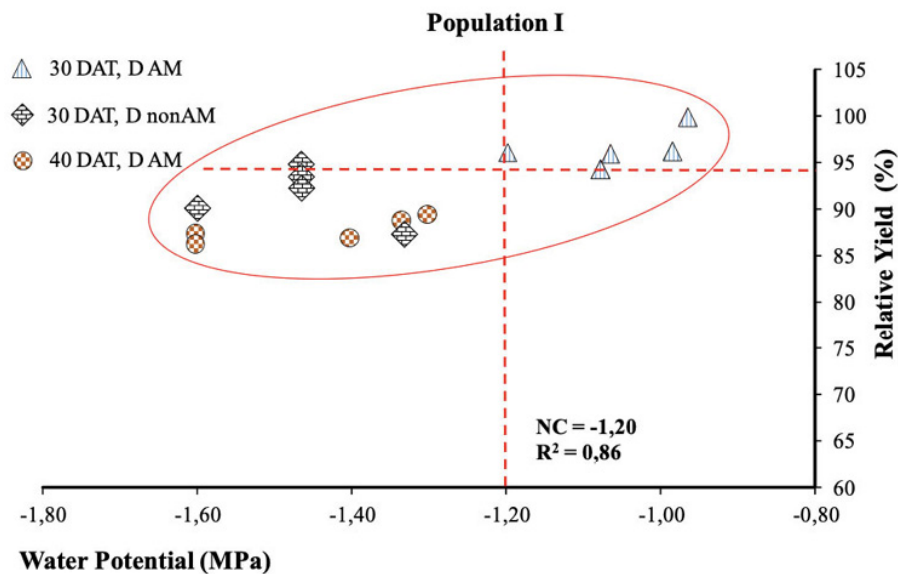 Population I
30 DAT, D AM
30 DAT, D nonAM
40 DAT, D AM
105
100
95
90
85
80
75
70
65
60
Relative Yield (%)
NC = -1,20
R² = 0,86
-1,80 -1,60 -1,40 -1,20 -1,00 -0,80
Water Potential (MPa)